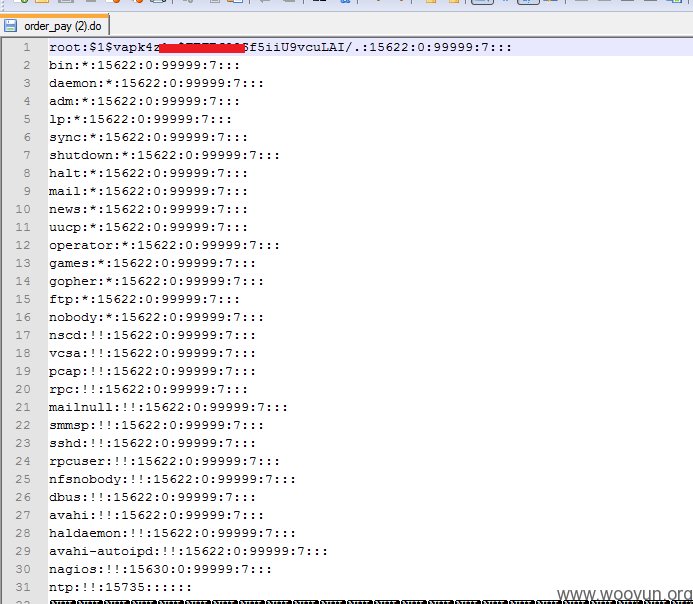 order_pay (2).do
1 root:$1$vapk4z f5iiU9vcuLAI/.:15622:0:99999:7:::
2 bin:*:15622:0:99999:7:::
3 daemon:*:15622:0:99999:7:::
4 adm:*:15622:0:99999:7:::
5 lp:*:15622:0:99999:7:::
6 sync:*:15622:0:99999:7:::
7 shutdown:*:15622:0:99999:7:::
8 halt:*:15622:0:99999:7:::
9 mail:*:15622:0:99999:7:::
10 news:*:15622:0:99999:7:::
11 uucp:*:15622:0:99999:7:::
12 operator:*:15622:0:99999:7:::
13 games:*:15622:0:99999:7:::
14 gopher:*:15622:0:99999:7:::
15 ftp:*:15622:0:99999:7:::
16 nobody:*:15622:0:99999:7:::
17 nscd:!!:15622:0:99999:7:::
18 vcsa:!!:15622:0:99999:7:::
19 pcap:!!:15622:0:99999:7:::
20 rpc:!!:15622:0:99999:7:::
21 mailnull:!!:15622:0:99999:7:::
22 smmsp:!!:15622:0:99999:7:::
23 sshd:!!:15622:0:99999:7:::
24 rpcuser:!!:15622:0:99999:7:::
25 nfsnobody:!!:15622:0:99999:7:::
26 dbus:!!:15622:0:99999:7:::
27 avahi:!!:15622:0:99999:7:::
28 haldaemon:!!:15622:0:99999:7:::
29 avahi-autoipd:!!:15622:0:99999:7:::
30 nagios:!!:15630:0:99999:7:::
31 ntp:!!:15735::::::
www.wooyun.org